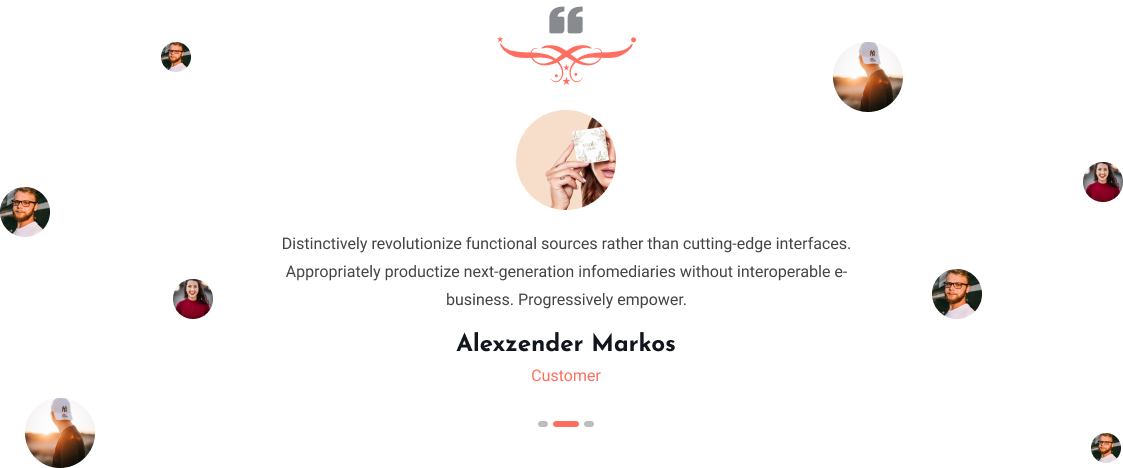 Distinctively revolutionize functional sources rather than cutting-edge interfaces.
Appropriately productize next-generation infomediaries without interoperable e-
business. Progressively empower.
Alexzender Markos
Customer